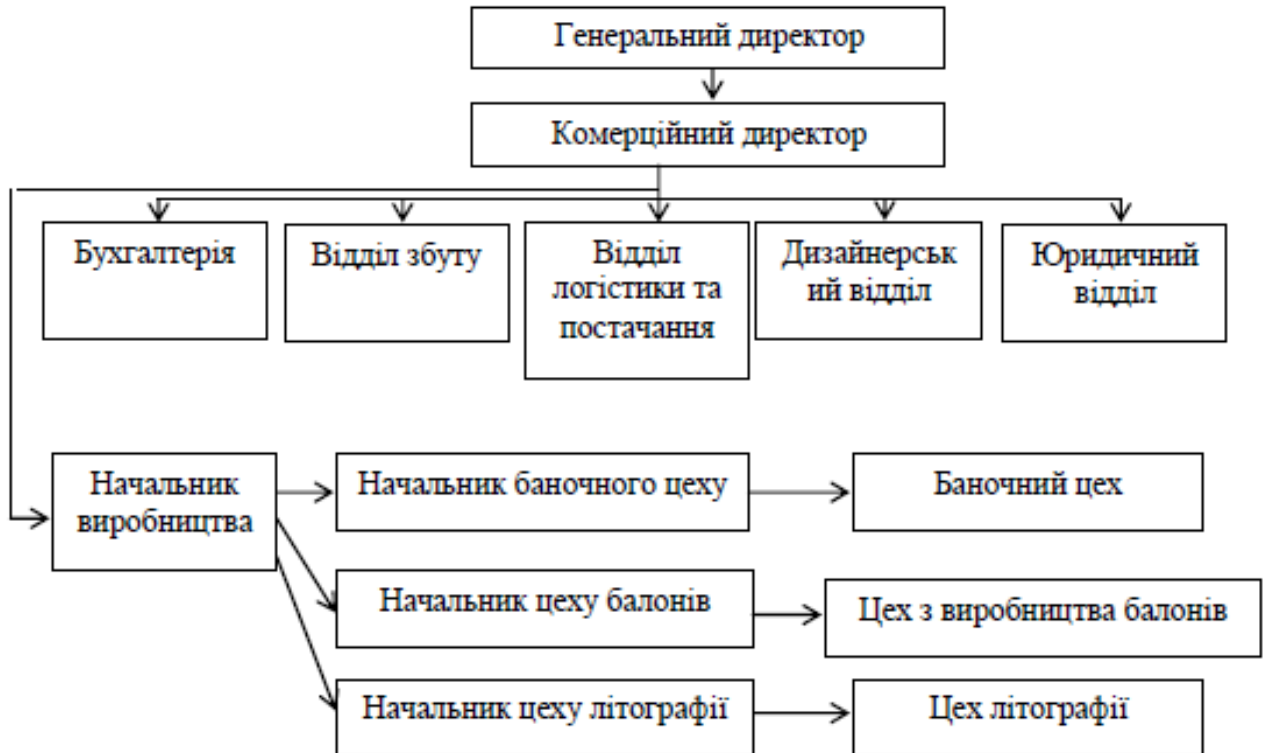 Генеральний директор
Комерційний директор
Бухгалтерія
Відділ збуту
Відділ
логістики та
постачання
Дизайнерськ
ий відділ
Юридичний
відділ
Начальник
виробництва
Начальник баночного цеху
Баночний цех
Начальник цеху балонів
Цех з виробництва балонів
Начальник цеху літографії
Цех літографії